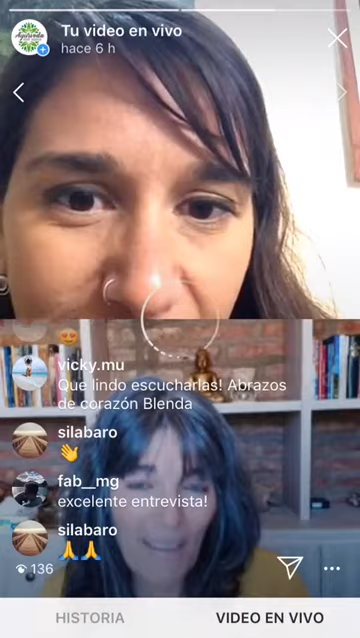 Ayurveda
Tu video en vivo
hace 6 h
😍
vicky.mu
Que lindo escucharlas! Abrazos
de corazón Blenda
silabaro
👋
fab__mg
excelente entrevista!
silabaro
🙏🙏
136
HISTORIA
VIDEO EN VIVO